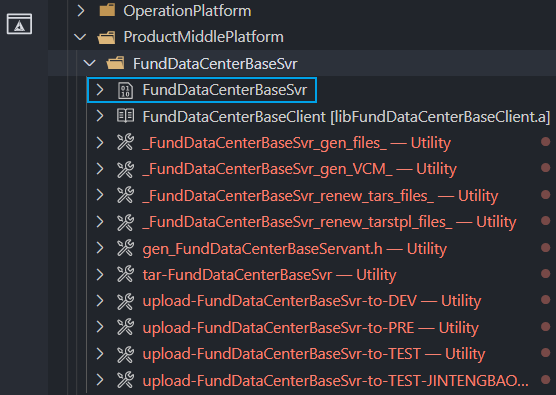 OperationPlatform
ProductMiddlePlatform
FundDataCenterBaseSvr
FundDataCenterBaseSvr
FundDataCenterBaseClient [libFundDataCenterBaseClient.a]
_FundDataCenterBaseSvr_gen_files_ — Utility
_FundDataCenterBaseSvr_gen_VCM_ — Utility
_FundDataCenterBaseSvr_renew_tars_files_ — Utility
_FundDataCenterBaseSvr_renew_tarstpl_files_ — Utility
gen_FundDataCenterBaseServant.h — Utility
tar-FundDataCenterBaseSvr — Utility
upload-FundDataCenterBaseSvr-to-DEV — Utility
upload-FundDataCenterBaseSvr-to-PRE — Utility
upload-FundDataCenterBaseSvr-to-TEST — Utility
upload-FundDataCenterBaseSvr-to-TEST-JINTENGBAO...